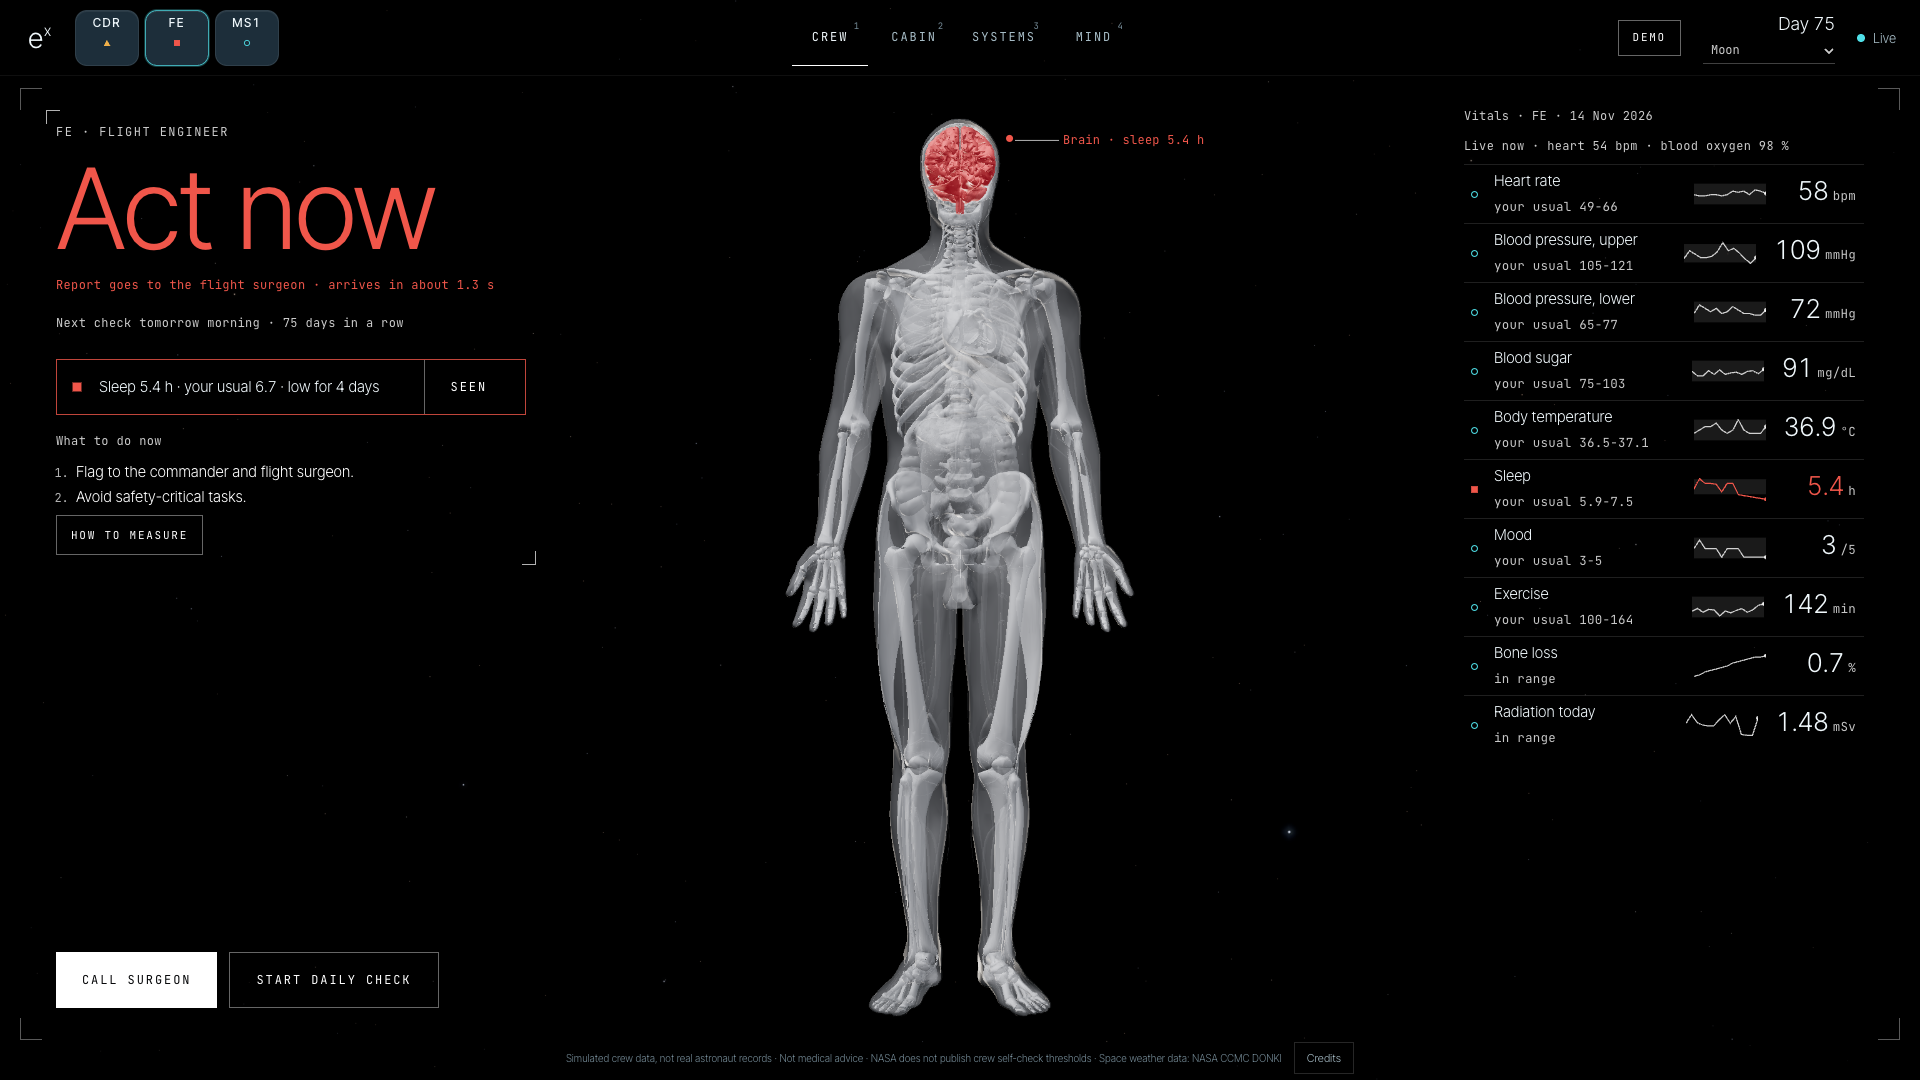 eˣ
CDR
FE
MS1
CREW 1
CABIN 2
SYSTEMS 3
MIND 4
DEMO
Day 75
Moon
Live
FE · FLIGHT ENGINEER
Act now
Report goes to the flight surgeon · arrives in about 1.3 s
Next check tomorrow morning · 75 days in a row
Sleep 5.4 h · your usual 6.7 · low for 4 days
SEEN
What to do now
1. Flag to the commander and flight surgeon.
2. Avoid safety-critical tasks.
HOW TO MEASURE
CALL SURGEON
START DAILY CHECK
Brain · sleep 5.4 h
Vitals · FE · 14 Nov 2026
Live now · heart 54 bpm · blood oxygen 98 %
Heart rate
your usual 49-66
58 bpm
Blood pressure, upper
your usual 105-121
109 mmHg
Blood pressure, lower
your usual 65-77
72 mmHg
Blood sugar
your usual 75-103
91 mg/dL
Body temperature
your usual 36.5-37.1
36.9 °C
Sleep
your usual 5.9-7.5
5.4 h
Mood
your usual 3-5
3 /5
Exercise
your usual 100-164
142 min
Bone loss
in range
0.7 %
Radiation today
in range
1.48 mSv
Simulated crew data, not real astronaut records · Not medical advice · NASA does not publish crew self-check thresholds · Space weather data: NASA CCMC DONKI
Credits